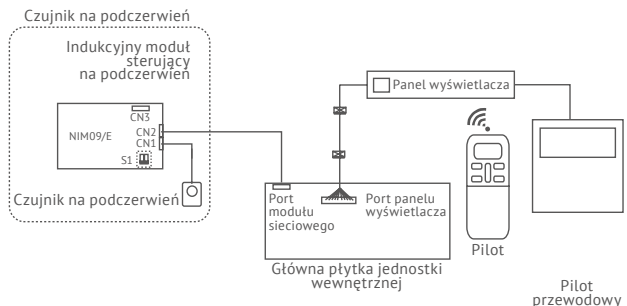 Czujnik na podczerwień
Indukcyjny moduł
sterujący
na podczerwień
CN3
NIM09/E
CN2
CN1
S1
Czujnik na podczerwień
Panel wyświetlacza
Port
modułu
sieciowego
Port panelu
wyświetlacza
Główna płytka jednostki
wewnętrznej
Pilot
Pilot
przewodowy